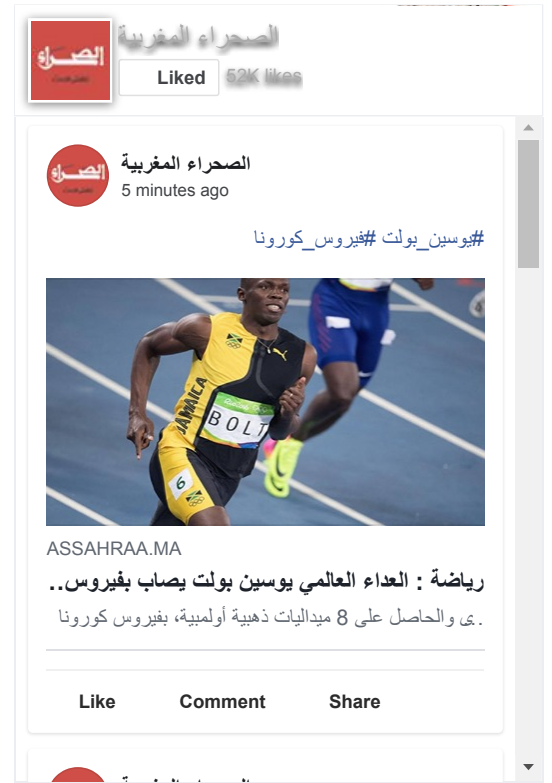 الصحراء المغربية
Liked
52K likes
الصحراء المغربية
5 minutes ago
#يوسين_بولت #فيروس_كورونا
JAMAICA
BOLT
6
ASSAHRAA.MA
رياضة : العداء العالمي يوسين بولت يصاب بفيروس..
.ى والحاصل على 8 ميداليات ذهبية أولمبية، بفيروس كورونا
Like
Comment
Share